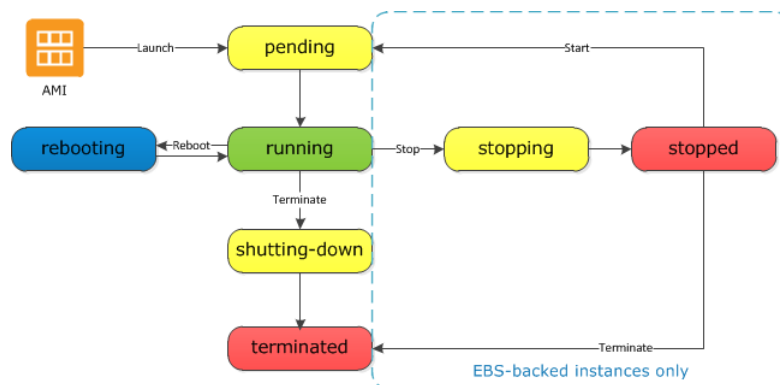 pending
Launch
Start
AMI
rebooting
Reboot
running
Stop
stopping
stopped
Terminate
shutting-down
terminated
Terminate
EBS-backed instances only